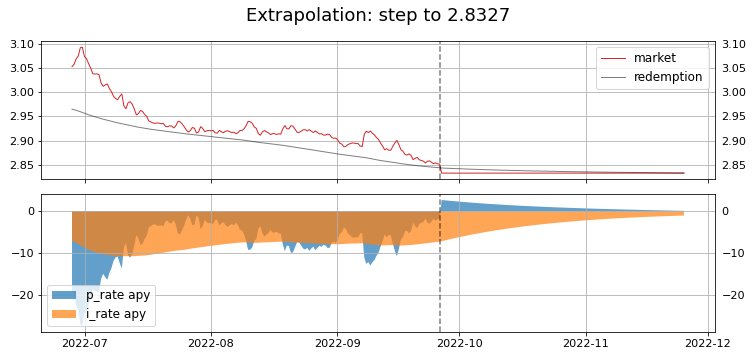 Extrapolation: step to 2.8327
3.10 3.10
3.05 3.05
3.00 3.00
2.95 2.95
2.90 2.90
2.85 2.85
market
redemption
0 0
−10 −10
−20 −20
p_rate apy
i_rate apy
2022-07 2022-08 2022-09 2022-10 2022-11 2022-12